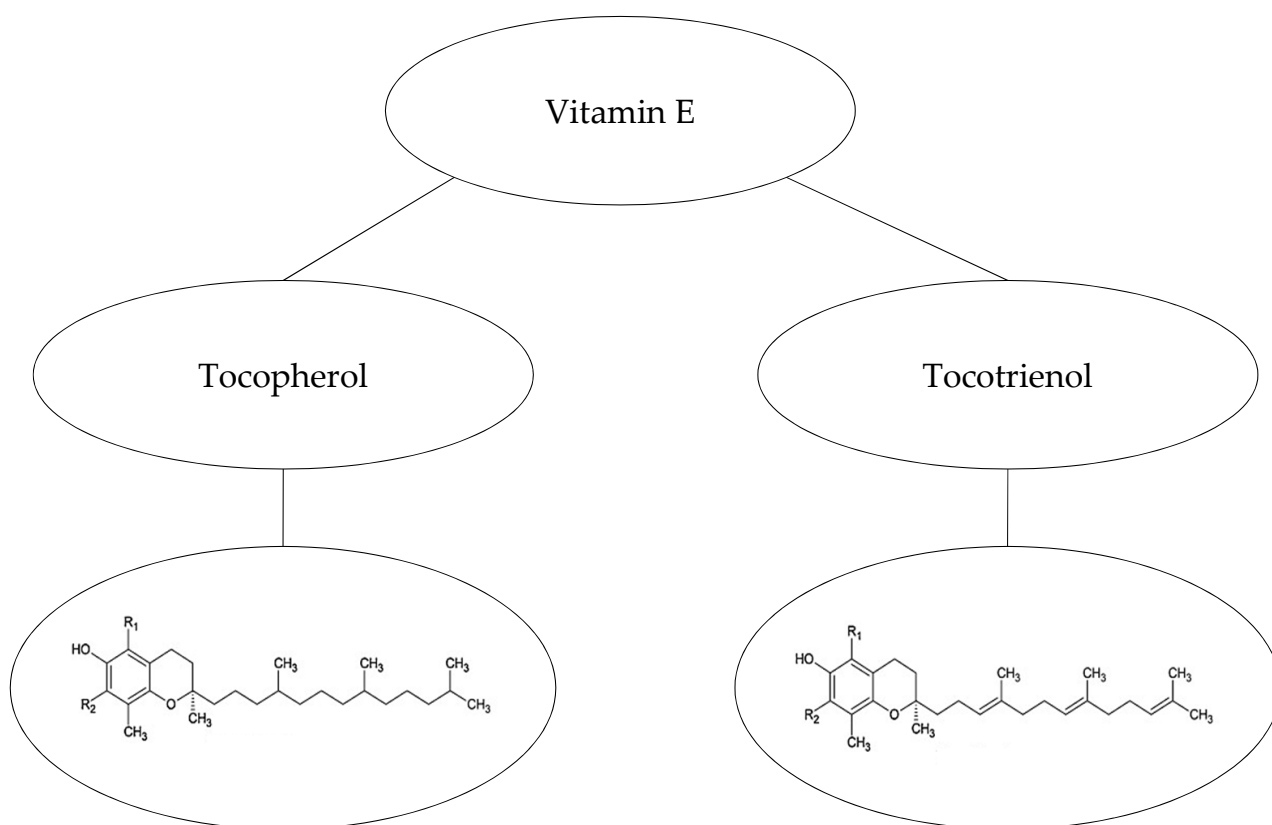 Vitamin E
Tocopherol
Tocotrienol
R₁
HO
CH₃
CH₃
CH₃
R₂
O
CH₃
CH₃
CH₃
R₁
HO
CH₃
CH₃
CH₃
R₂
O
CH₃
CH₃
CH₃